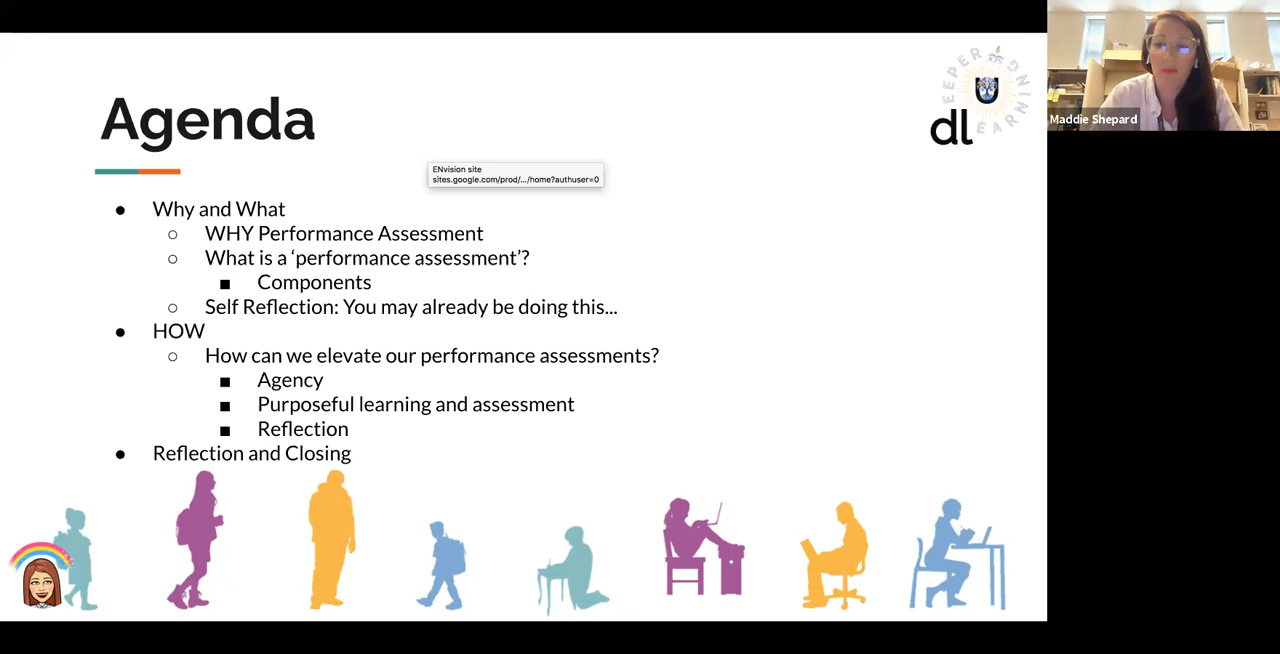 Agenda
DEEPER LEARNING
U
dl
Maddie Shepard
ENvision site
sites.google.com/prod/.../home?authuser=0
● Why and What
○ WHY Performance Assessment
○ What is a ‘performance assessment’?
■ Components
○ Self Reflection: You may already be doing this...
● HOW
○ How can we elevate our performance assessments?
■ Agency
■ Purposeful learning and assessment
■ Reflection
● Reflection and Closing